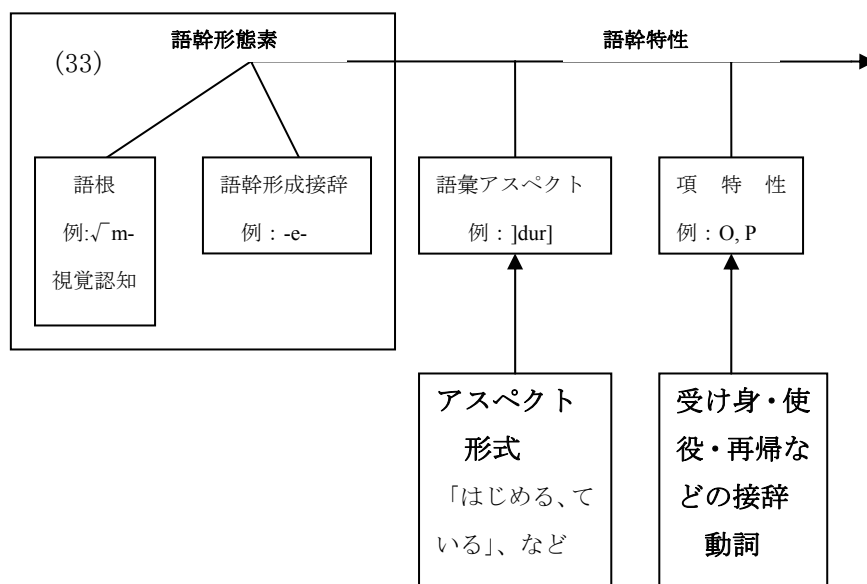 語幹形態素
語幹特性
(33)
語根
例:√m-
視覚認知
語幹形成接辞
例：-e-
語彙アスペクト
例：]dur]
項　特　性
例：O, P
アスペクト
形式
「はじめる、て
いる」、など
受け身・使
役・再帰な
どの接辞
動詞